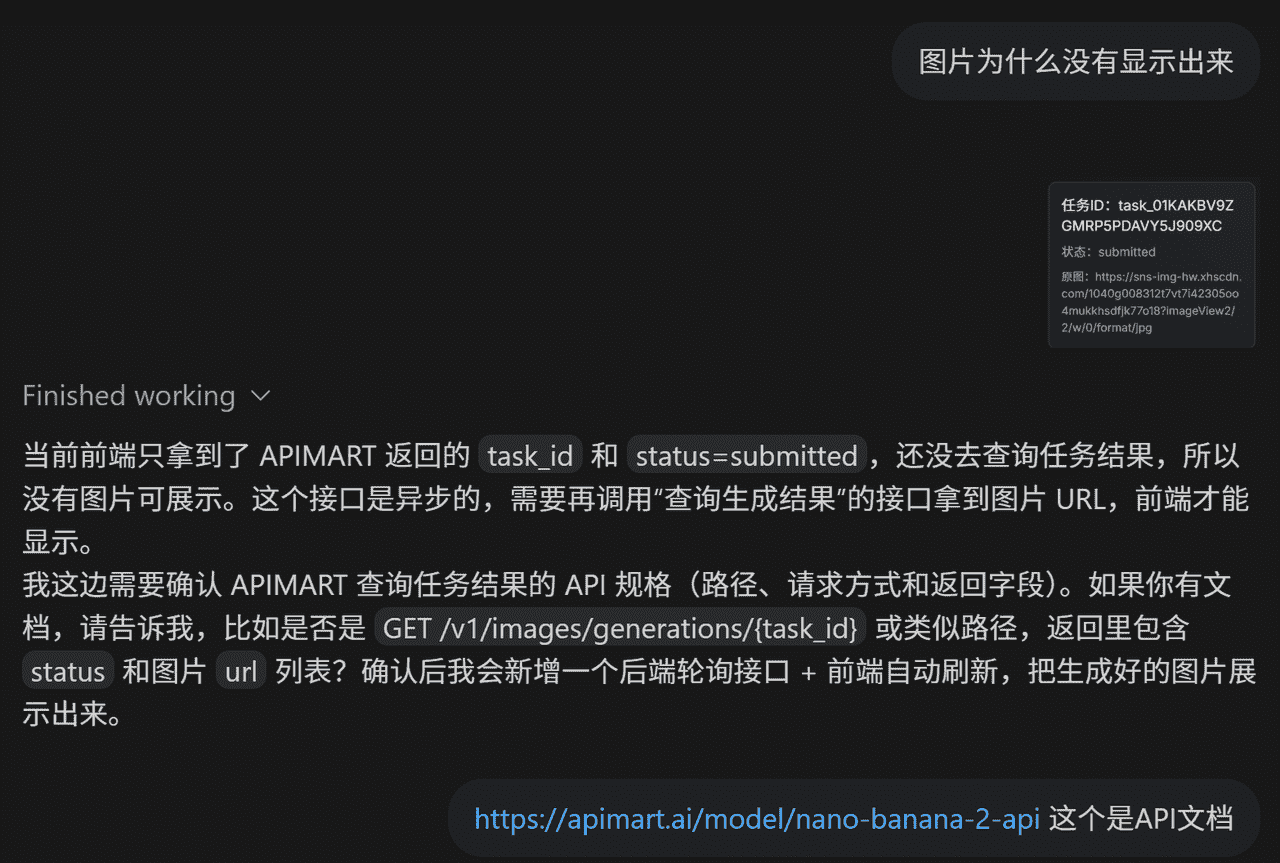 图片为什么没有显示出来
任务ID：task_01KAKBV9Z
GMRP5PDAVY5J909XC
状态：submitted
原图：https://sns-img-hw.xhscdn.
com/1040g008312t7vt7i42305oo
4mukkhsdfjk77o18?imageView2/
2/w/0/format/jpg
Finished working
当前前端只拿到了 APIMART 返回的 task_id 和 status=submitted，还没去查询任务结果，所以
没有图片可展示。这个接口是异步的，需要再调用“查询生成结果”的接口拿到图片 URL，前端才能
显示。
我这边需要确认 APIMART 查询任务结果的 API 规格（路径、请求方式和返回字段）。如果你有文
档，请告诉我，比如是否是 GET /v1/images/generations/{task_id} 或类似路径，返回里包含
status 和图片 url 列表？确认后我会新增一个后端轮询接口 + 前端自动刷新，把生成好的图片展
示出来。
https://apimart.ai/model/nano-banana-2-api 这个是API文档